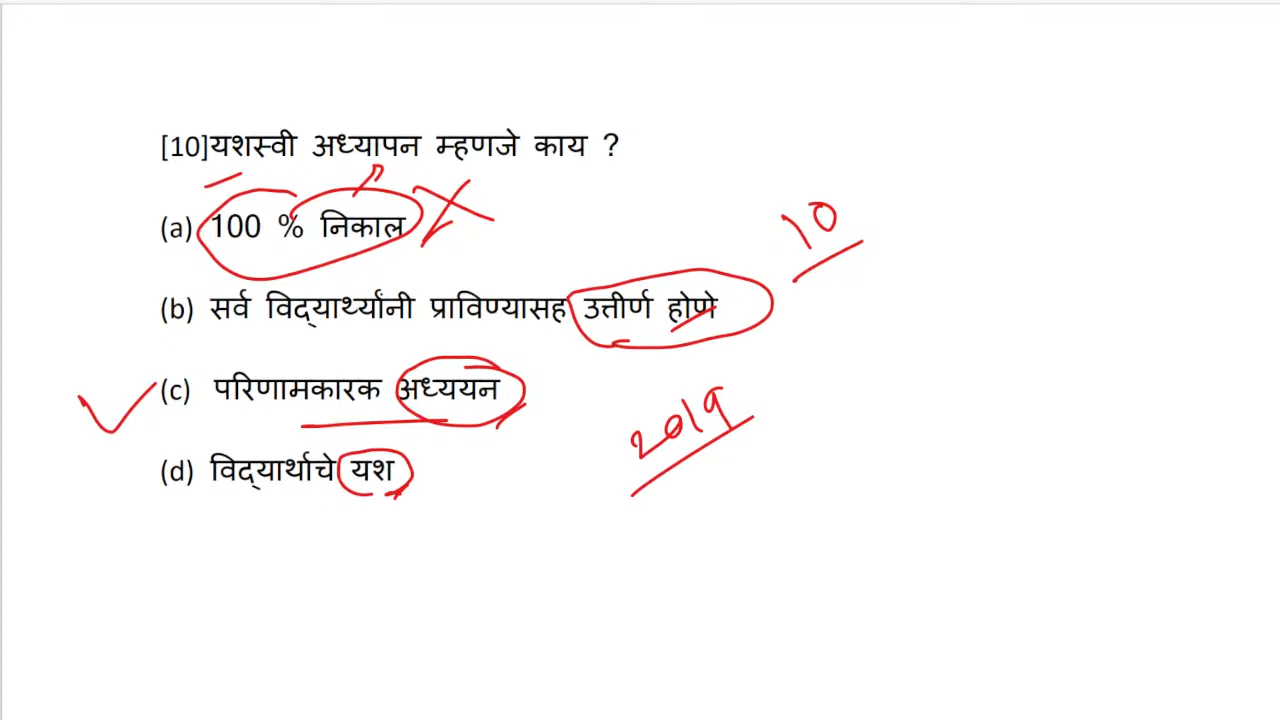 [10]यशस्वी अध्यापन म्हणजे काय ?
(a) 100 % निकाल
10
(b) सर्व विद्यार्थ्यांनी प्राविण्यासह उत्तीर्ण होणे
(c) परिणामकारक अध्ययन
2019
(d) विद्यार्थाचे यश